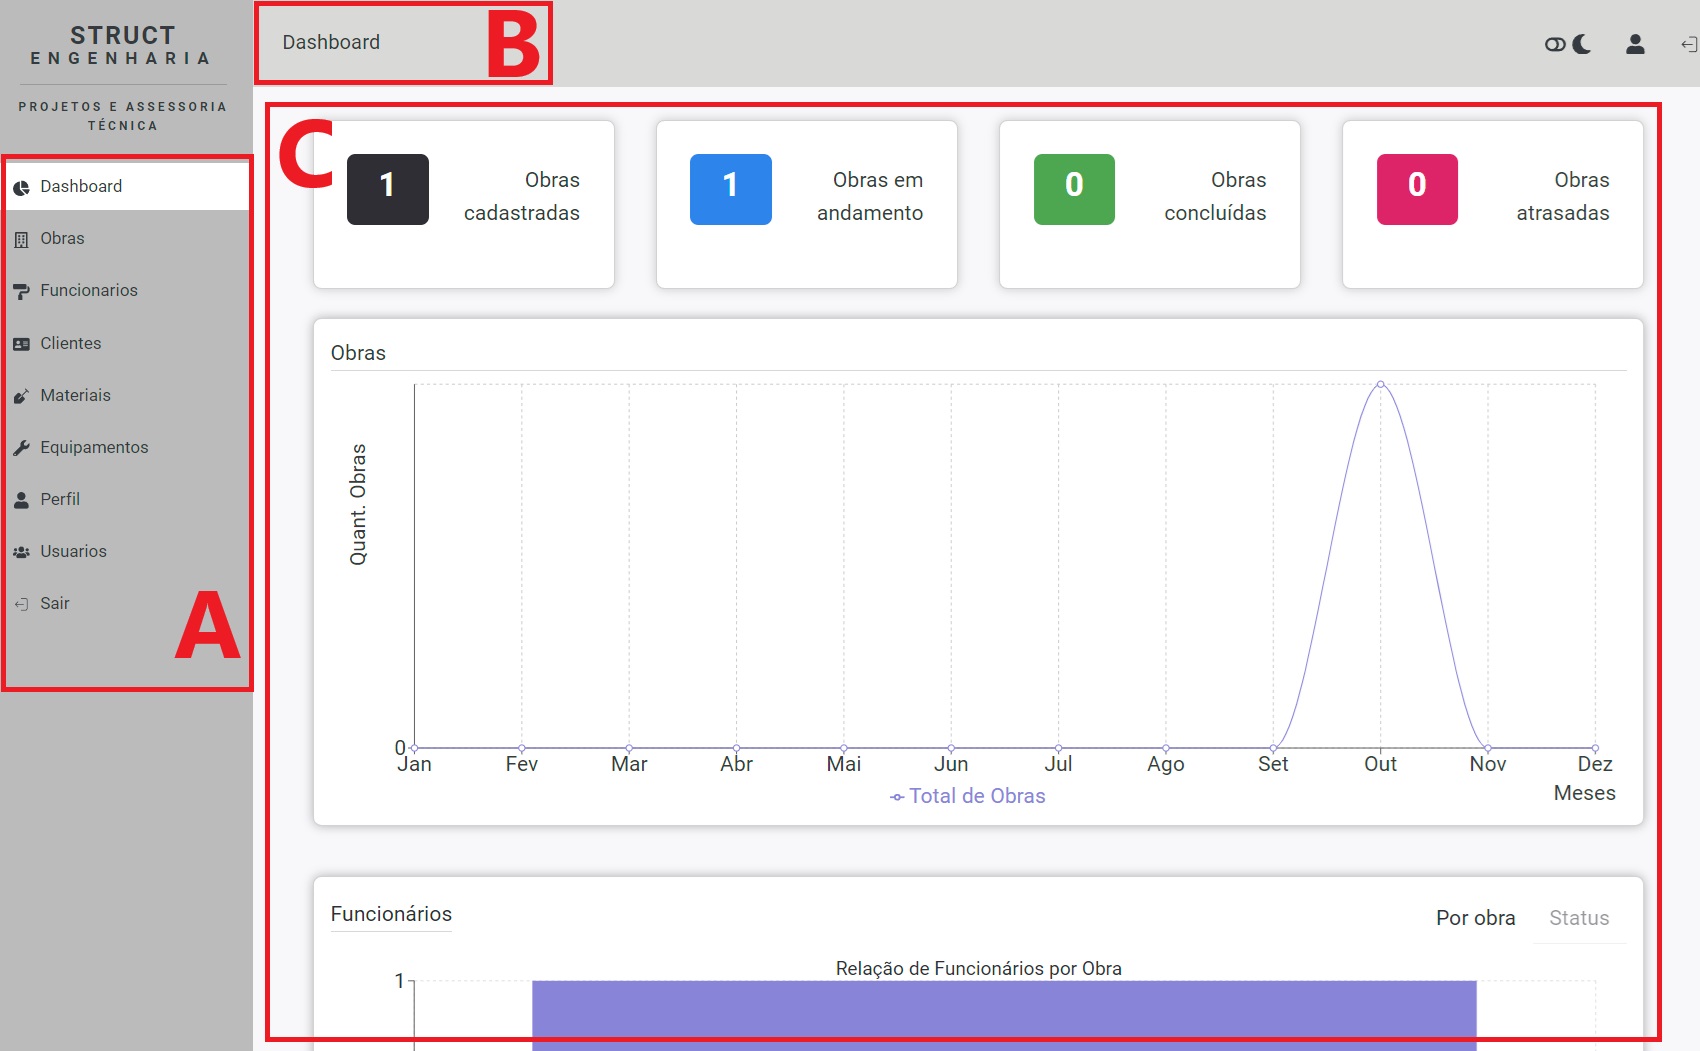 STRUCT
ENGENHARIA
PROJETOS E ASSESSORIA
TÉCNICA
Dashboard
Obras
Funcionarios
Clientes
Materiais
Equipamentos
Perfil
Usuarios
Sair
A
Dashboard
B
C
1
Obras
cadastradas
1
Obras em
andamento
0
Obras
concluídas
0
Obras
atrasadas
Obras
Quant. Obras
0
Jan Fev Mar Abr Mai Jun Jul Ago Set Out Nov Dez
Meses
Total de Obras
Funcionários
Por obra Status
Relação de Funcionários por Obra
1